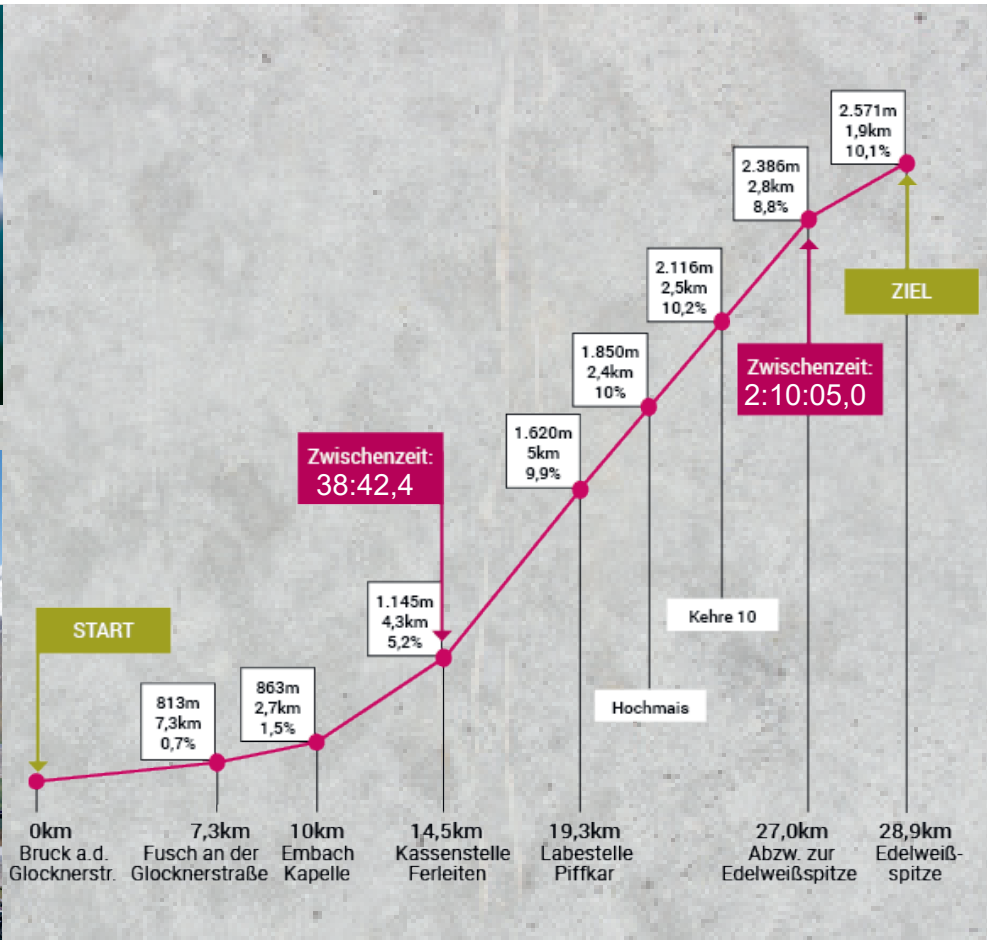 2.571m
1,9km
10,1%
2.386m
2,8km
8,8%
2.116m
2,5km
10,2%
ZIEL
1.850m
2,4km
10%
Zwischenzeit:
2:10:05,0
1.620m
5km
9,9%
Zwischenzeit:
38:42,4
1.145m
4,3km
5,2%
START
Kehre 10
863m
2,7km
1,5%
813m
7,3km
0,7%
Hochmais
0km
Bruck a.d.
Glocknerstr.
7,3km
Fusch an der
Glocknerstraße
10km
Embach
Kapelle
14,5km
Kassenstelle
Ferleiten
19,3km
Labestelle
Piffkar
27,0km
Abzw. zur
Edelweißspitze
28,9km
Edelweiß-
spitze